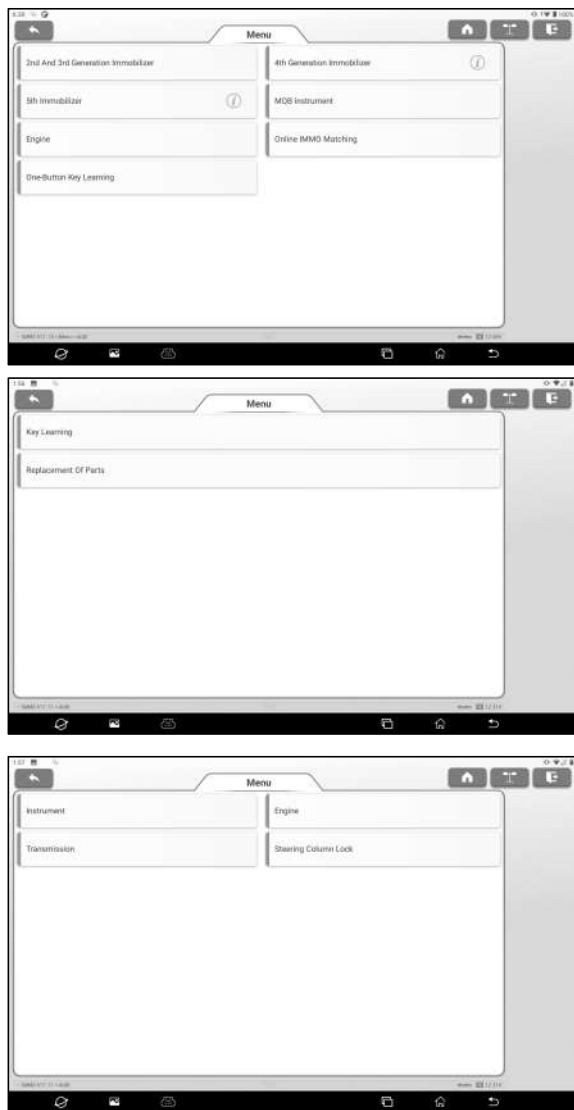 Menu
2nd And 3rd Generation Immobilizer
4th Generation Immobilizer
5th Immobilizer
MQB Instrument
Engine
Online IMMO Matching
One-Button Key Learning
Menu
Key Learning
Replacement Of Parts
Menu
Instrument
Engine
Transmission
Steering Column Lock